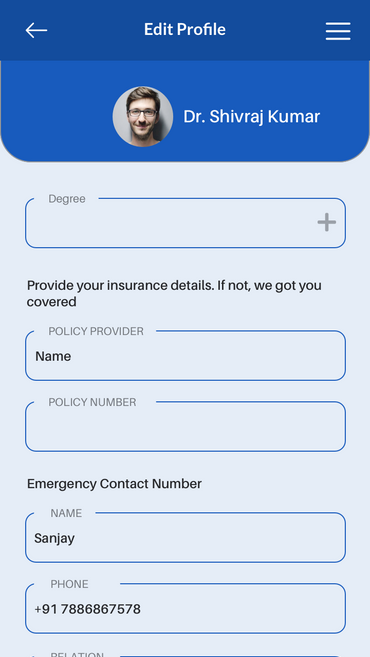 Edit Profile
Dr. Shivraj Kumar
Degree
Provide your insurance details. If not, we got you
covered
POLICY PROVIDER
Name
POLICY NUMBER
Emergency Contact Number
NAME
Sanjay
PHONE
+91 7886867578
RELATION